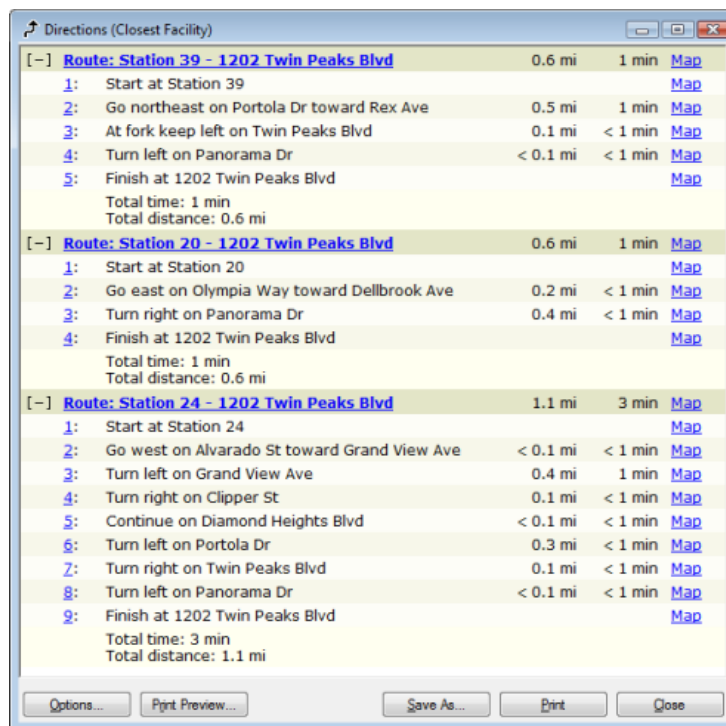 Directions (Closest Facility)
[-] Route: Station 39 - 1202 Twin Peaks Blvd 0.6 mi 1 min Map
1: Start at Station 39 Map
2: Go northeast on Portola Dr toward Rex Ave 0.5 mi 1 min Map
3: At fork keep left on Twin Peaks Blvd 0.1 mi < 1 min Map
4: Turn left on Panorama Dr < 0.1 mi < 1 min Map
5: Finish at 1202 Twin Peaks Blvd Map
Total time: 1 min
Total distance: 0.6 mi
[-] Route: Station 20 - 1202 Twin Peaks Blvd 0.6 mi 1 min Map
1: Start at Station 20 Map
2: Go east on Olympia Way toward Dellbrook Ave 0.2 mi < 1 min Map
3: Turn right on Panorama Dr 0.4 mi < 1 min Map
4: Finish at 1202 Twin Peaks Blvd Map
Total time: 1 min
Total distance: 0.6 mi
[-] Route: Station 24 - 1202 Twin Peaks Blvd 1.1 mi 3 min Map
1: Start at Station 24 Map
2: Go west on Alvarado St toward Grand View Ave < 0.1 mi < 1 min Map
3: Turn left on Grand View Ave 0.4 mi 1 min Map
4: Turn right on Clipper St 0.1 mi < 1 min Map
5: Continue on Diamond Heights Blvd < 0.1 mi < 1 min Map
6: Turn left on Portola Dr 0.3 mi < 1 min Map
7: Turn right on Twin Peaks Blvd 0.1 mi < 1 min Map
8: Turn left on Panorama Dr < 0.1 mi < 1 min Map
9: Finish at 1202 Twin Peaks Blvd Map
Total time: 3 min
Total distance: 1.1 mi
Options... Print Preview... Save As... Print Close